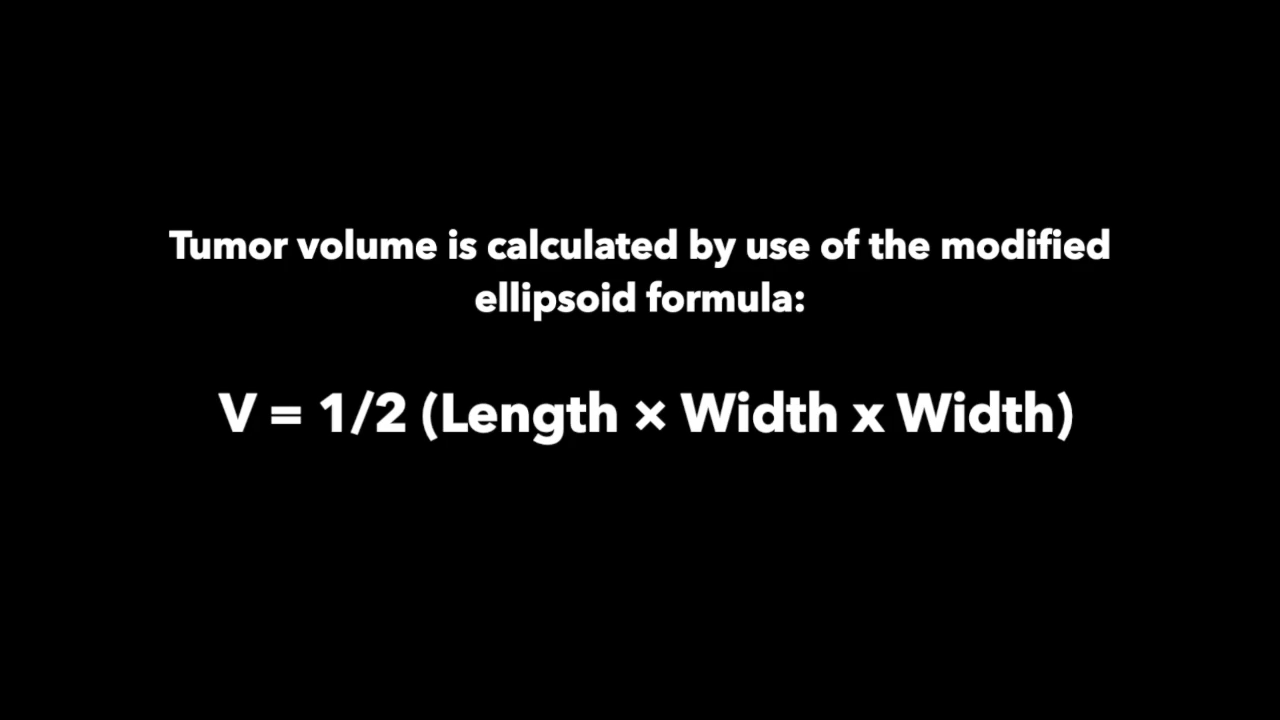 Tumor volume is calculated by use of the modified
ellipsoid formula:
V = 1/2 (Length × Width x Width)